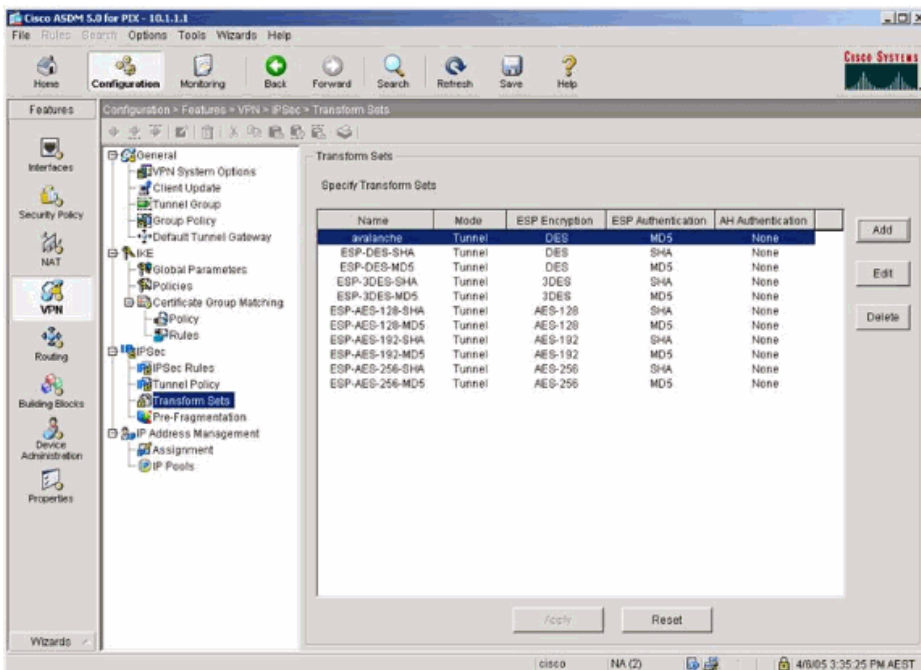 Cisco ASDM 5.0 for PIX - 10.1.1.1
File Rules Search Options Tools Wizards Help
Home Configuration Monitoring Back Forward Search Refresh Save Help
CISCO SYSTEMS
Features
Configuration > Features > VPN > IPSec > Transform Sets
Interfaces
Security Policy
NAT
VPN
Routing
Building Blocks
Device Administration
Properties
Wizards
General
VPN System Options
Client Update
Tunnel Group
Group Policy
Default Tunnel Gateway
IKE
Global Parameters
Policies
Certificate Group Matching
Policy
Rules
IPSec
IPSec Rules
Tunnel Policy
Transform Sets
Pre-Fragmentation
IP Address Management
Assignment
IP Pools
Transform Sets
Specify Transform Sets
Name Mode ESP Encryption ESP Authentication AH Authentication
avalanche Tunnel DES MD5 None
ESP-DES-SHA Tunnel DES SHA None
ESP-DES-MD5 Tunnel DES MD5 None
ESP-3DES-SHA Tunnel 3DES SHA None
ESP-3DES-MD5 Tunnel 3DES MD5 None
ESP-AES-128-SHA Tunnel AES-128 SHA None
ESP-AES-128-MD5 Tunnel AES-128 MD5 None
ESP-AES-192-SHA Tunnel AES-192 SHA None
ESP-AES-192-MD5 Tunnel AES-192 MD5 None
ESP-AES-256-SHA Tunnel AES-256 SHA None
ESP-AES-256-MD5 Tunnel AES-256 MD5 None
Add
Edit
Delete
Apply Reset
cisco NA (2) 4/6/05 3:35:25 PM AEST